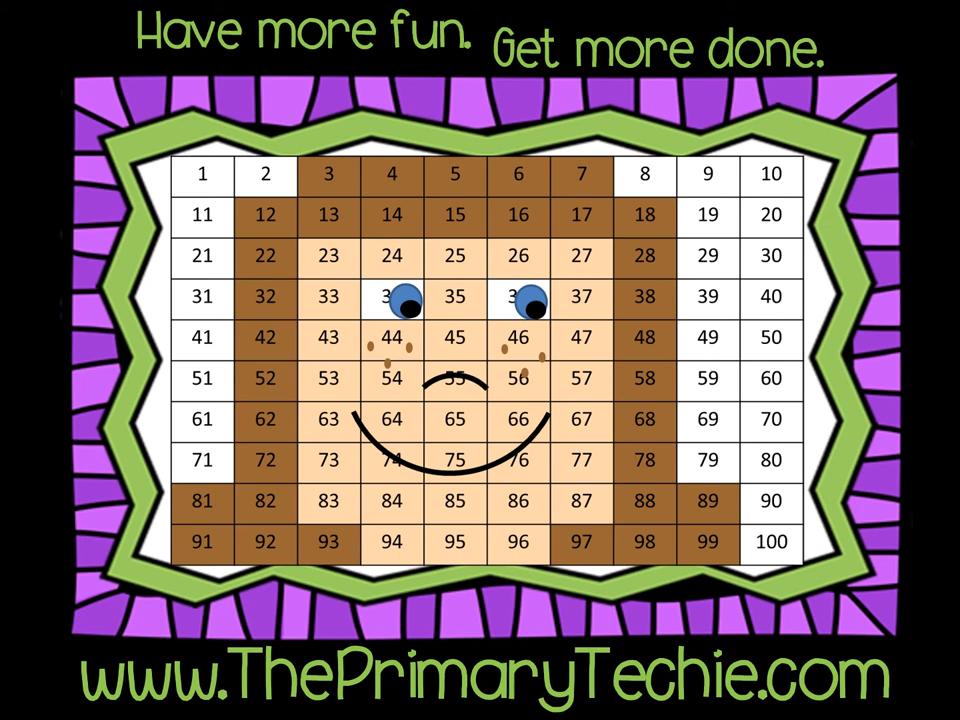 Have more fun. Get more done.
1 2 3 4 5 6 7 8 9 10
11 12 13 14 15 16 17 18 19 20
21 22 23 24 25 26 27 28 29 30
31 32 33 35 37 38 39 40
41 42 43 44 45 46 47 48 49 50
51 52 53 54 55 56 57 58 59 60
61 62 63 64 65 66 67 68 69 70
71 72 73 74 75 76 77 78 79 80
81 82 83 84 85 86 87 88 89 90
91 92 93 94 95 96 97 98 99 100
www.ThePrimaryTechie.com